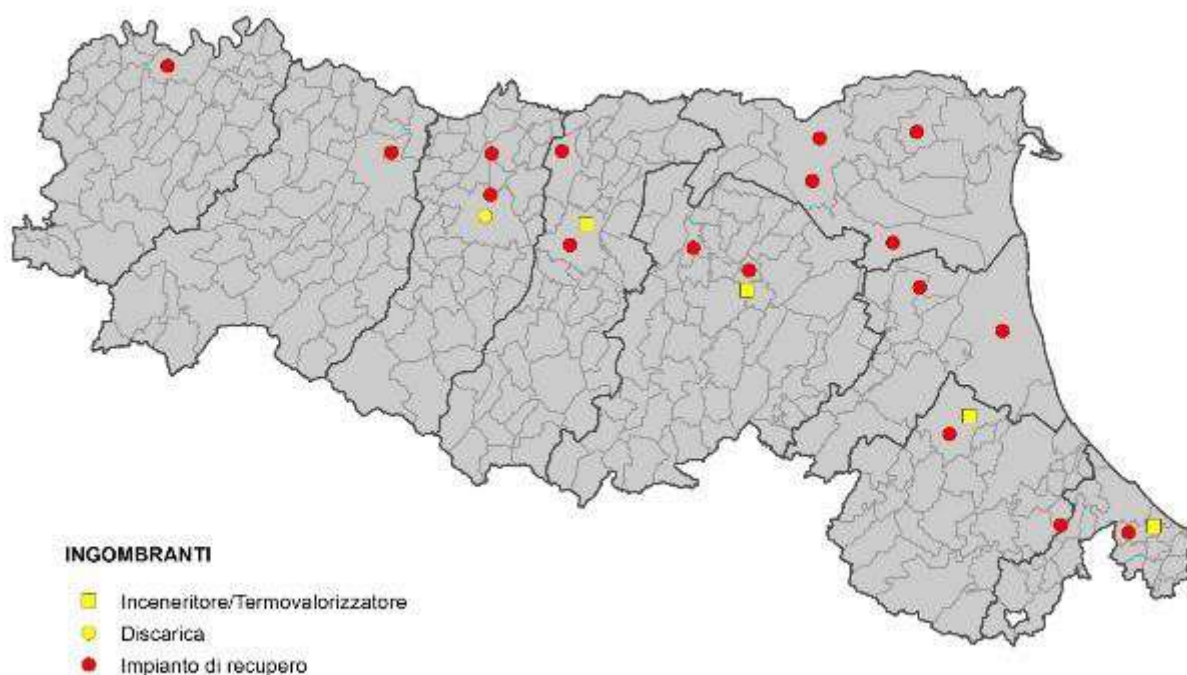 INGOMBRANTI
Inceneritore/Termovalorizzatore
Discarica
Impianto di recupero